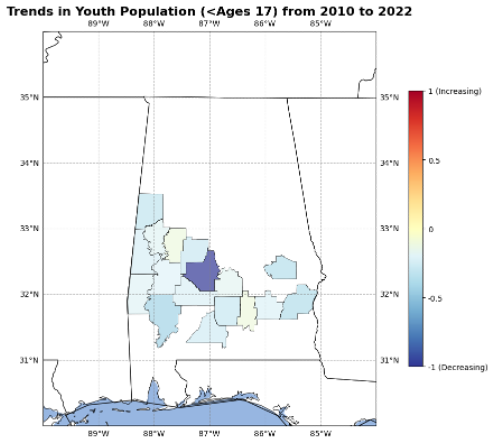 Trends in Youth Population (<Ages 17) from 2010 to 2022
89°W 88°W 87°W 86°W 85°W
35°N 35°N
1 (Increasing)
34°N 34°N
0.5
33°N 33°N
0
32°N 32°N
-0.5
31°N 31°N
-1 (Decreasing)
89°W 88°W 87°W 86°W 85°W